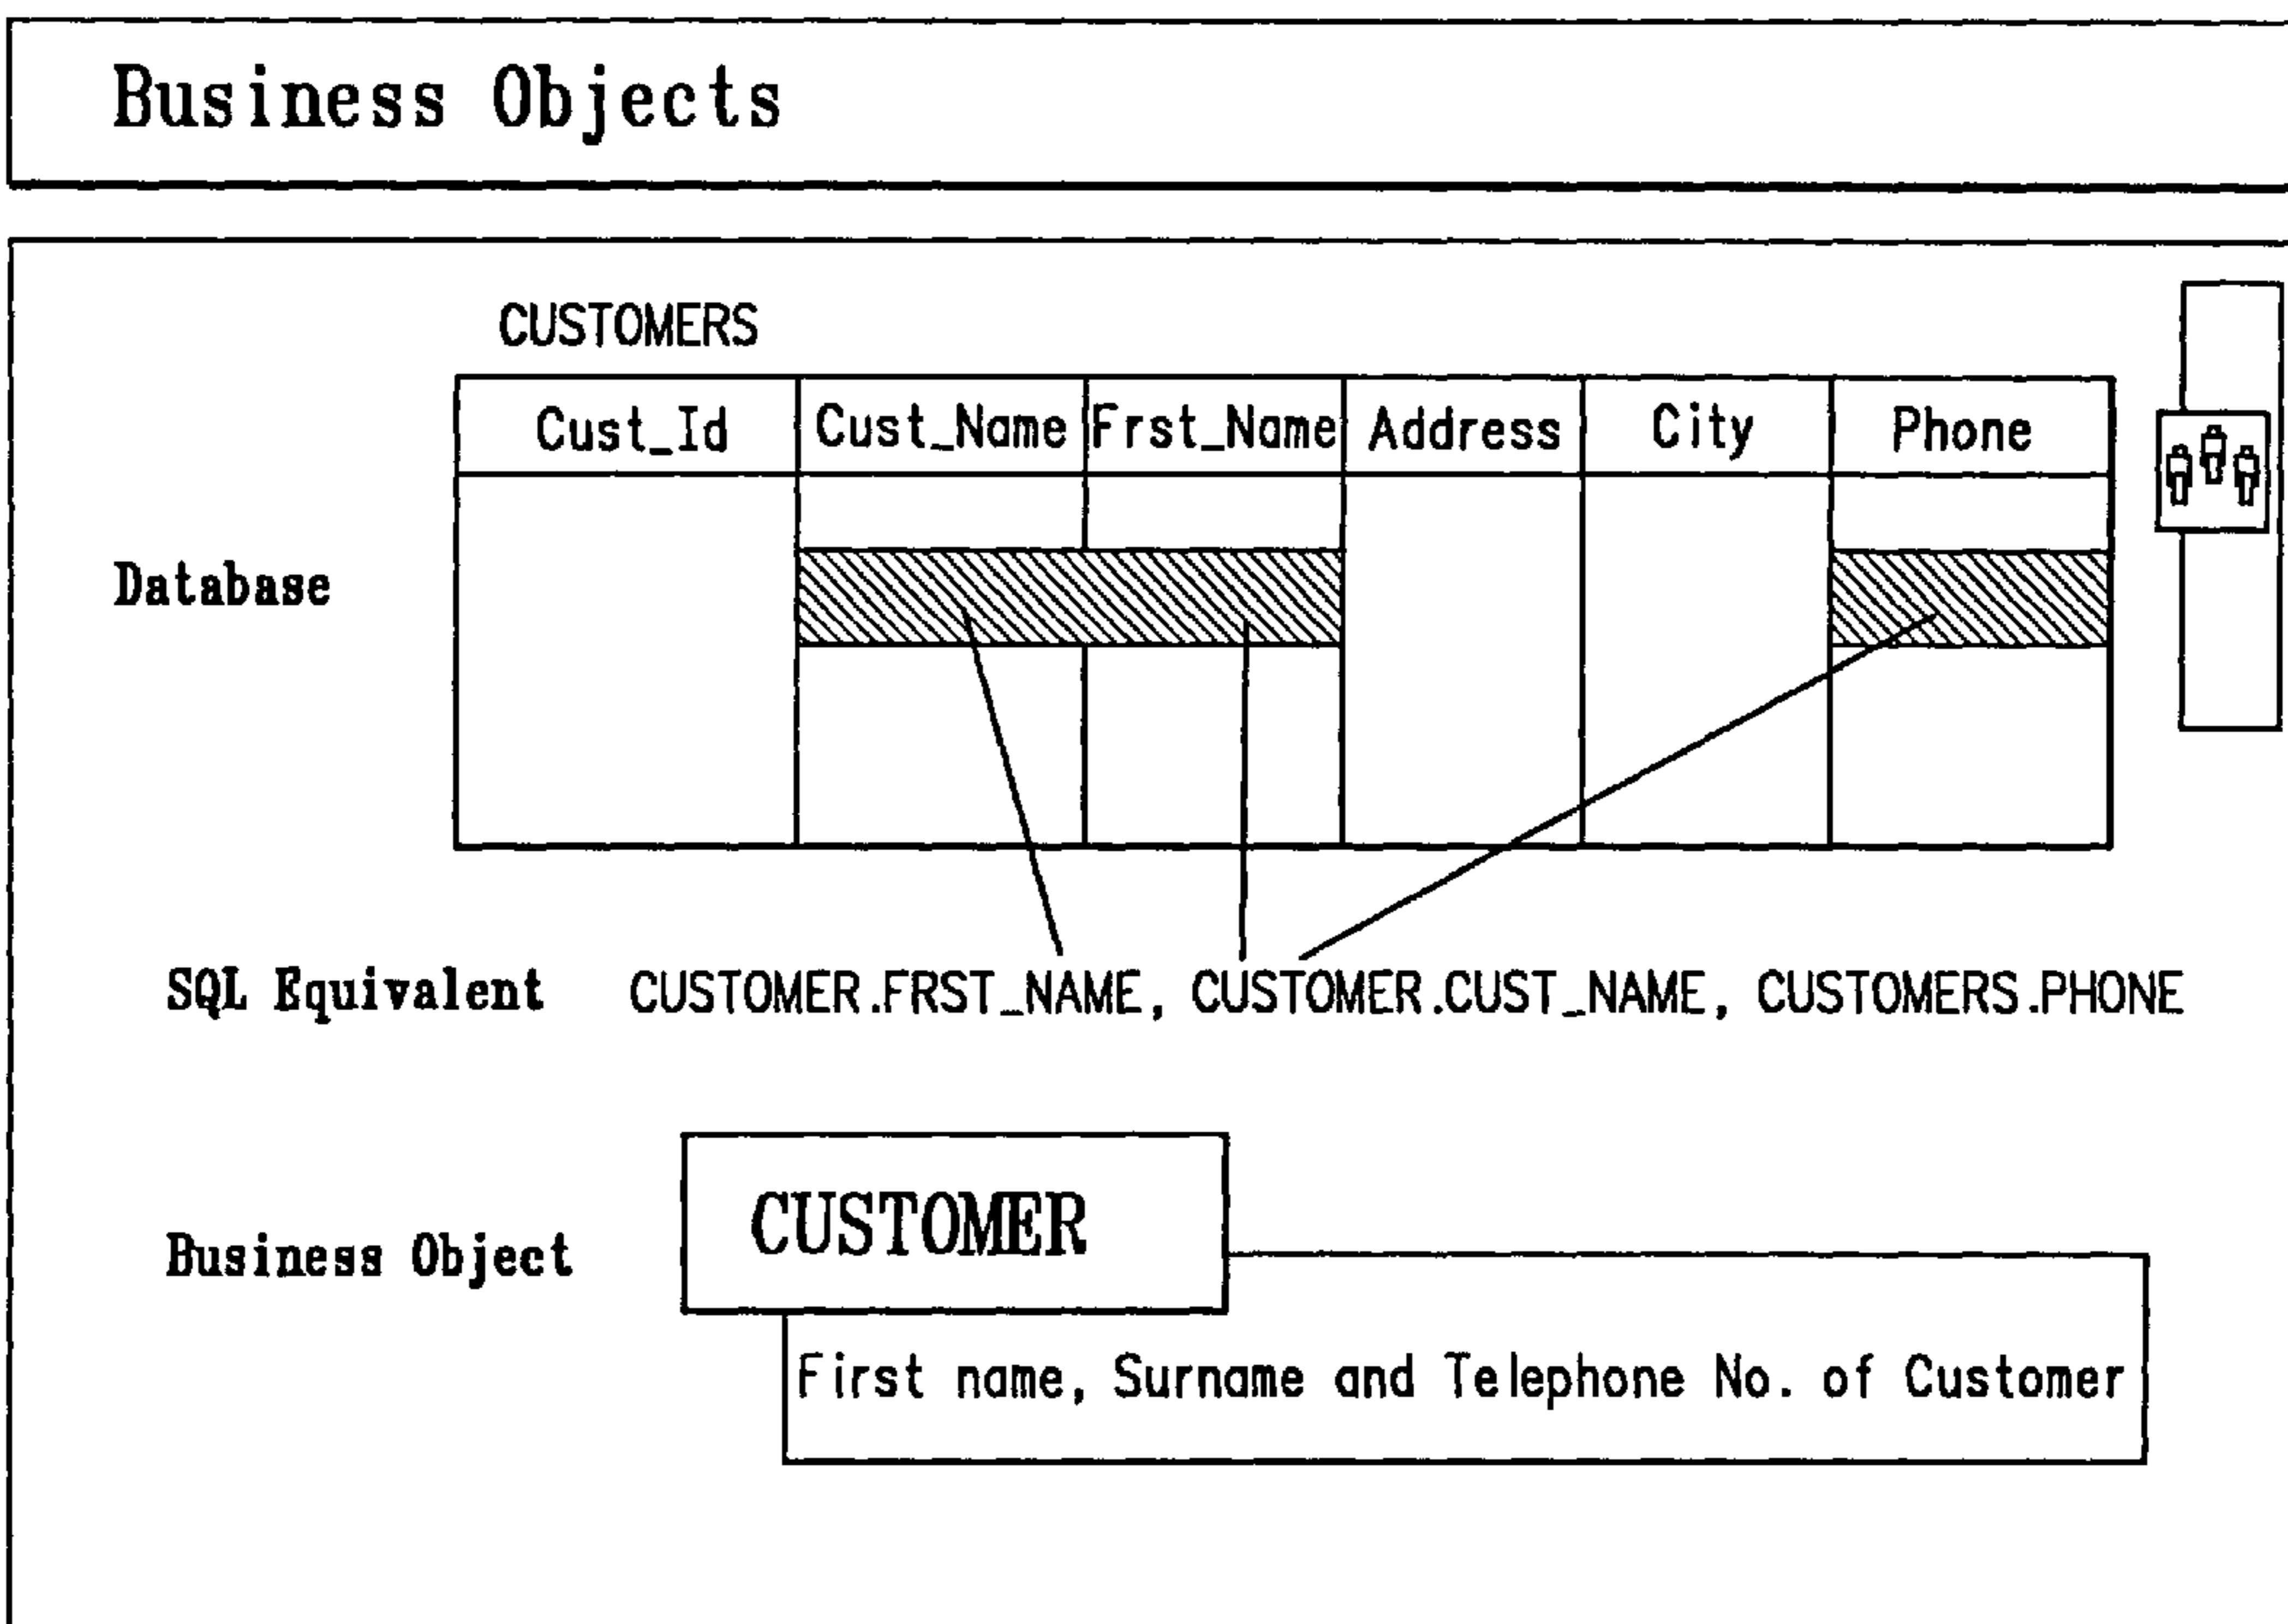 Business Objects
CUSTOMERS
Cust_Id Cust_Name Frst_Name Address City Phone
Database
SQL Equivalent CUSTOMER.FRST_NAME, CUSTOMER.CUST_NAME, CUSTOMERS.PHONE
CUSTOMER
Business Object
First name, Surname and Telephone No. of Customer